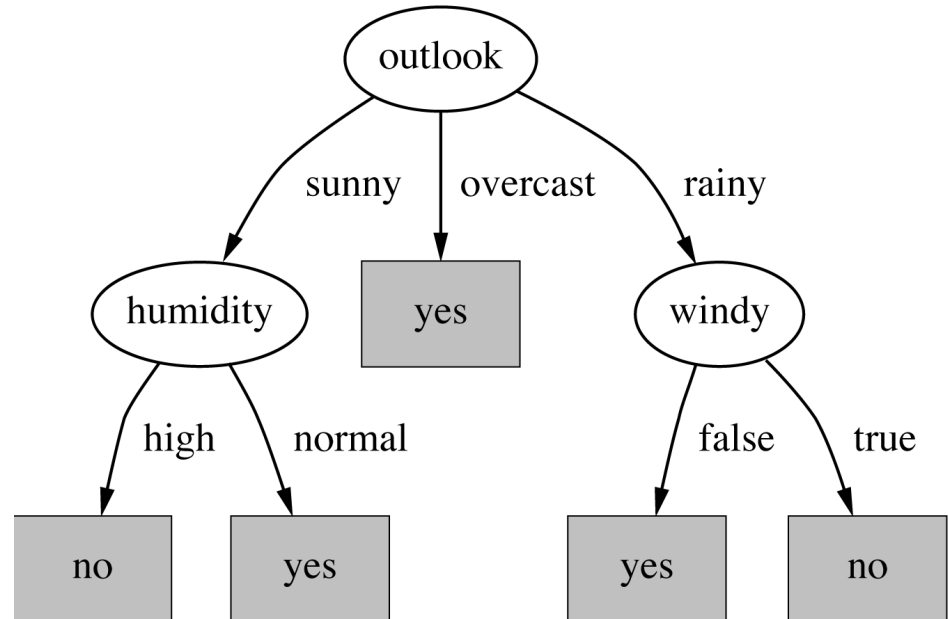 outlook
sunny overcast rainy
humidity yes windy
high normal false true
no yes yes no